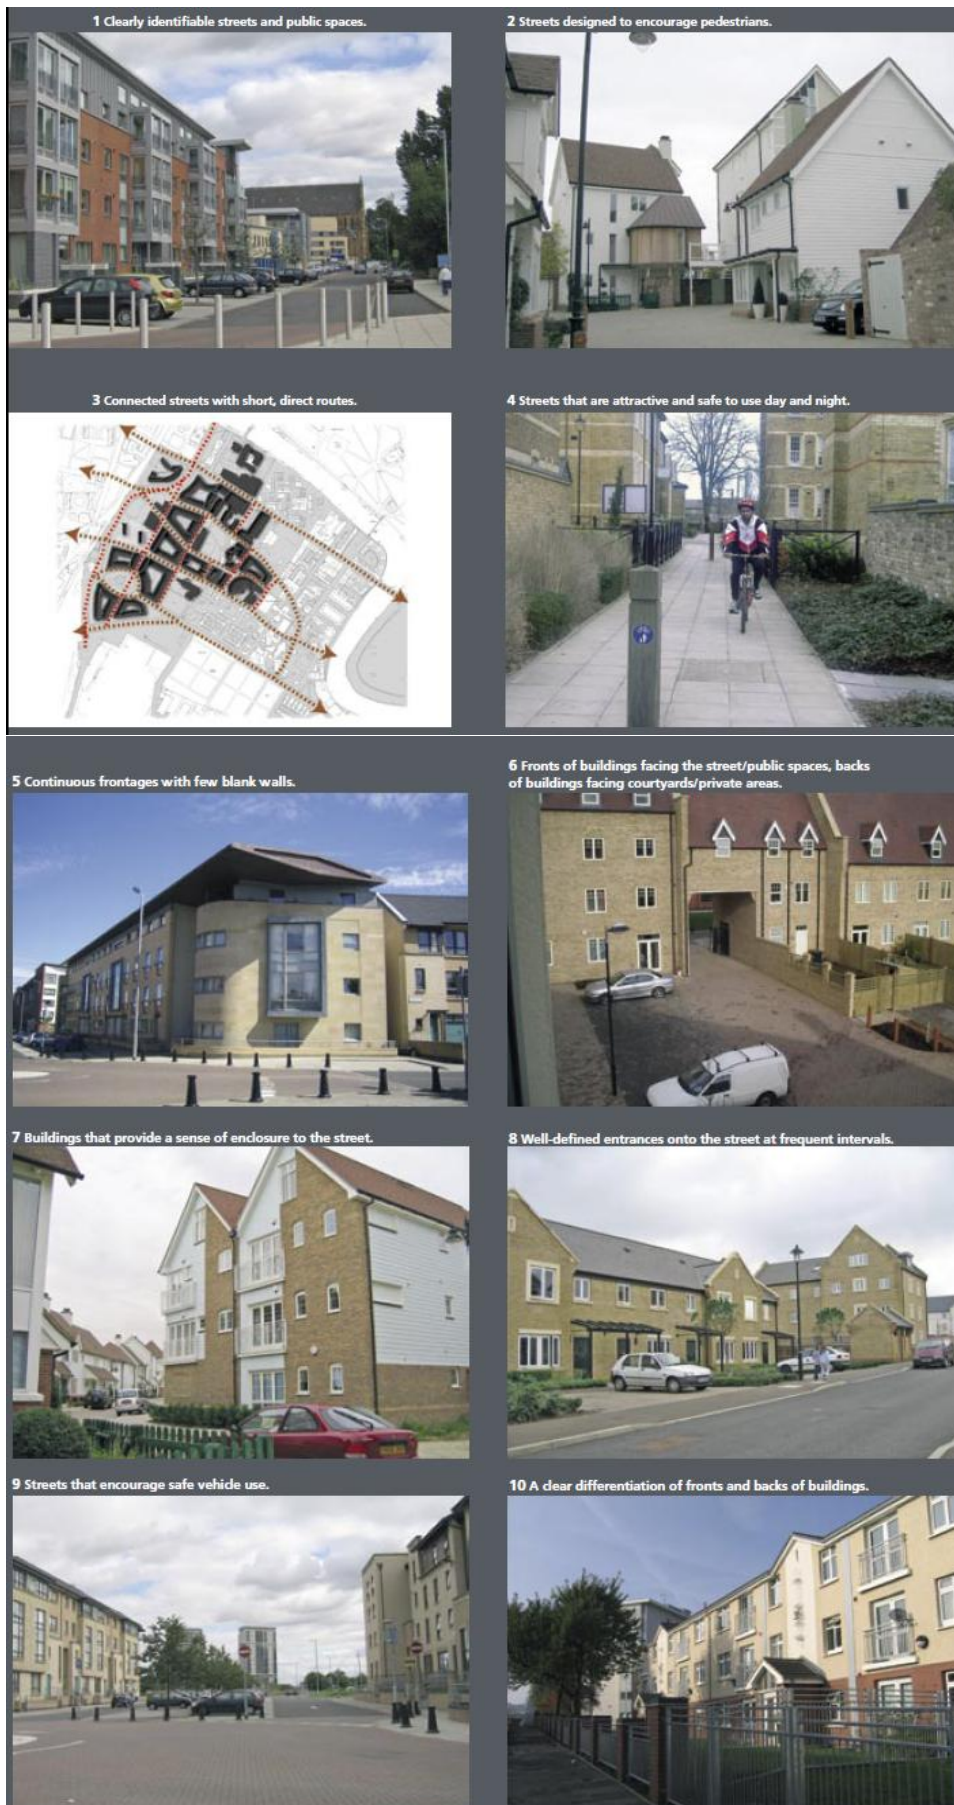 1 Clearly identifiable streets and public spaces.
2 Streets designed to encourage pedestrians.
3 Connected streets with short, direct routes.
4 Streets that are attractive and safe to use day and night.
5 Continuous frontages with few blank walls.
6 Fronts of buildings facing the street/public spaces, backs
of buildings facing courtyards/private areas.
7 Buildings that provide a sense of enclosure to the street.
8 Well-defined entrances onto the street at frequent intervals.
9 Streets that encourage safe vehicle use.
10 A clear differentiation of fronts and backs of buildings.